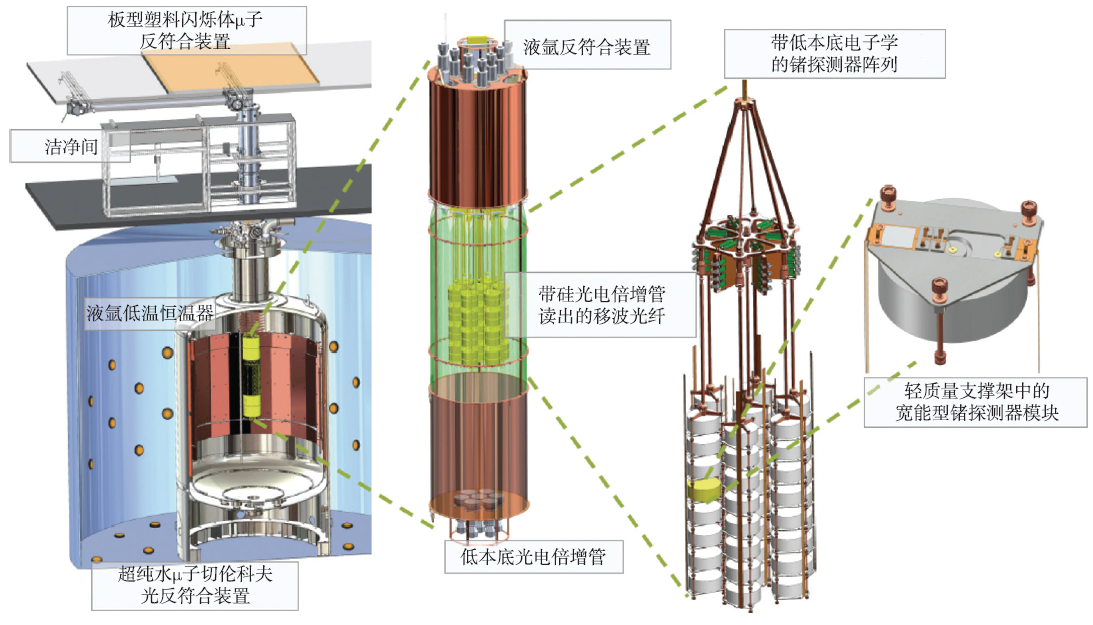 板型塑料闪烁体μ子
反符合装置
洁净间
液氩低温恒温器
超纯水μ子切伦科夫
光反符合装置
液氩反符合装置
带硅光电倍增管
读出的移波光纤
低本底光电倍增管
带低本底电子学
的锗探测器阵列
轻质量支撑架中的
宽能型锗探测器模块